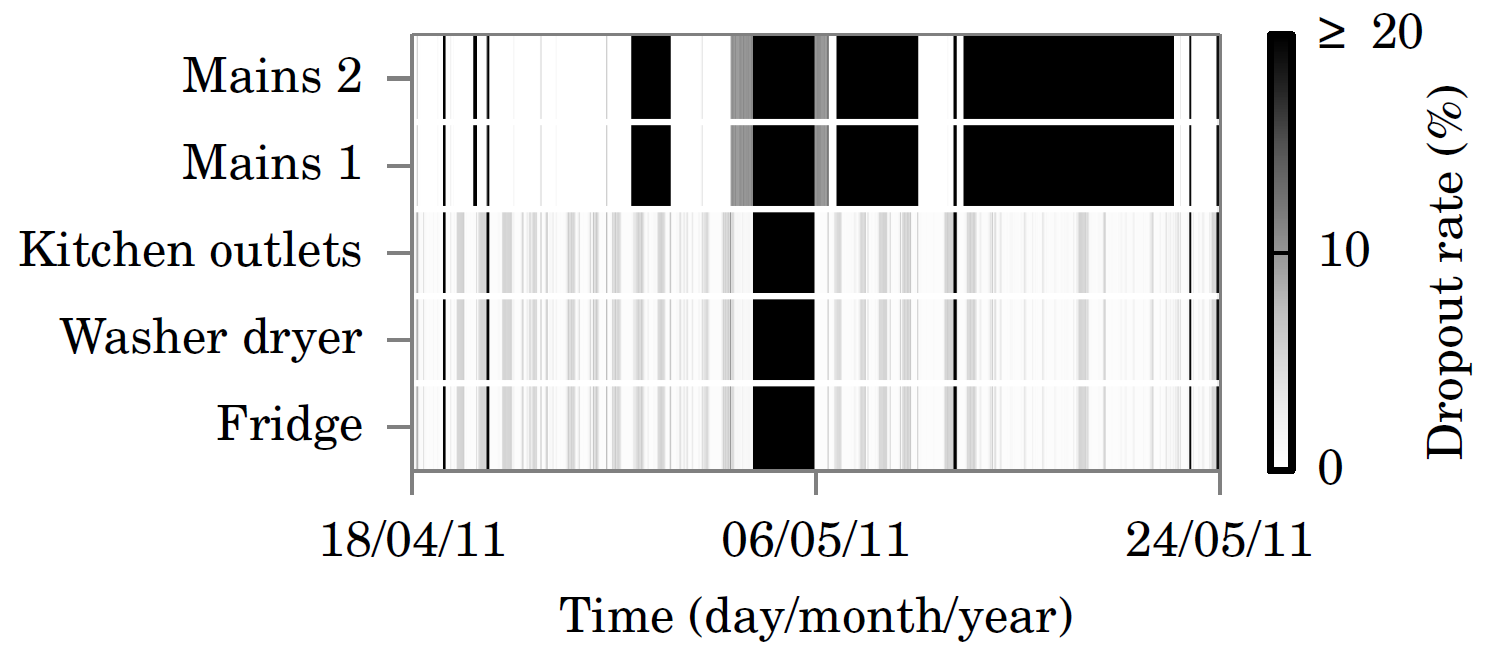 Mains 2
Mains 1
Kitchen outlets
Washer dryer
Fridge
18/04/11
06/05/11
24/05/11
Time (day/month/year)
≥ 20
10
0
Dropout rate (%)